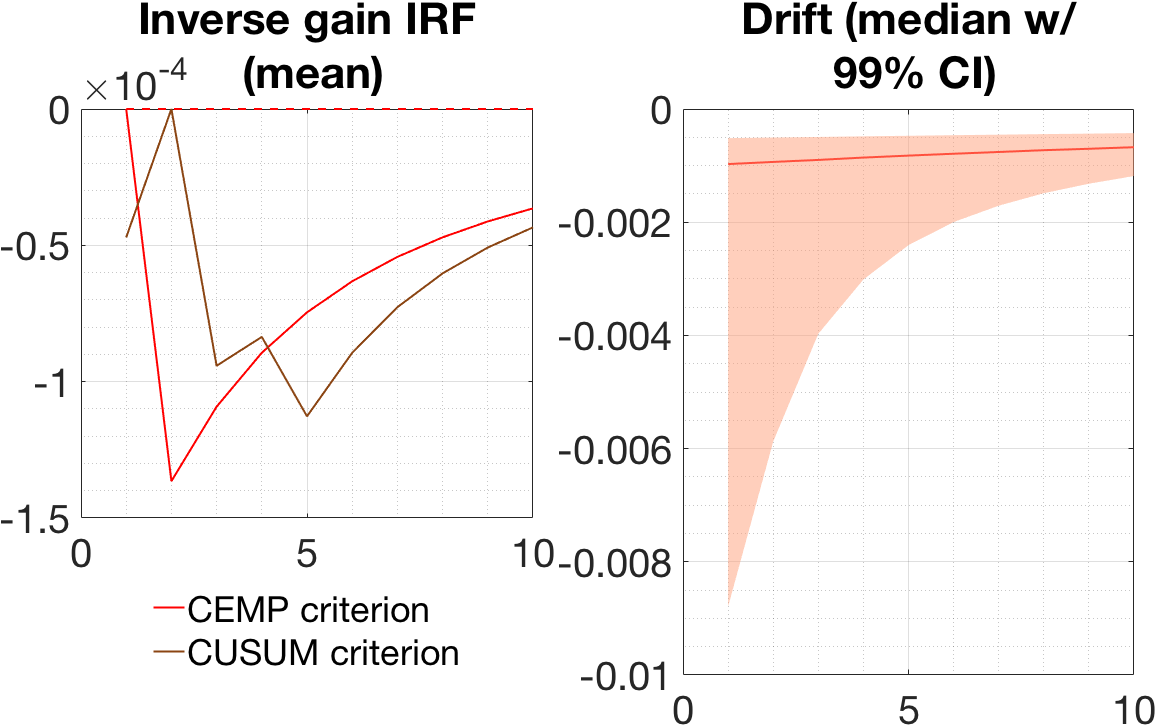 Inverse gain IRF
(mean)
×10-4
0
-0.5
-1
-1.5
0
5
10
CEMP criterion
CUSUM criterion
Drift (median w/
99% CI)
0
-0.002
-0.004
-0.006
-0.008
-0.01
0
5
10